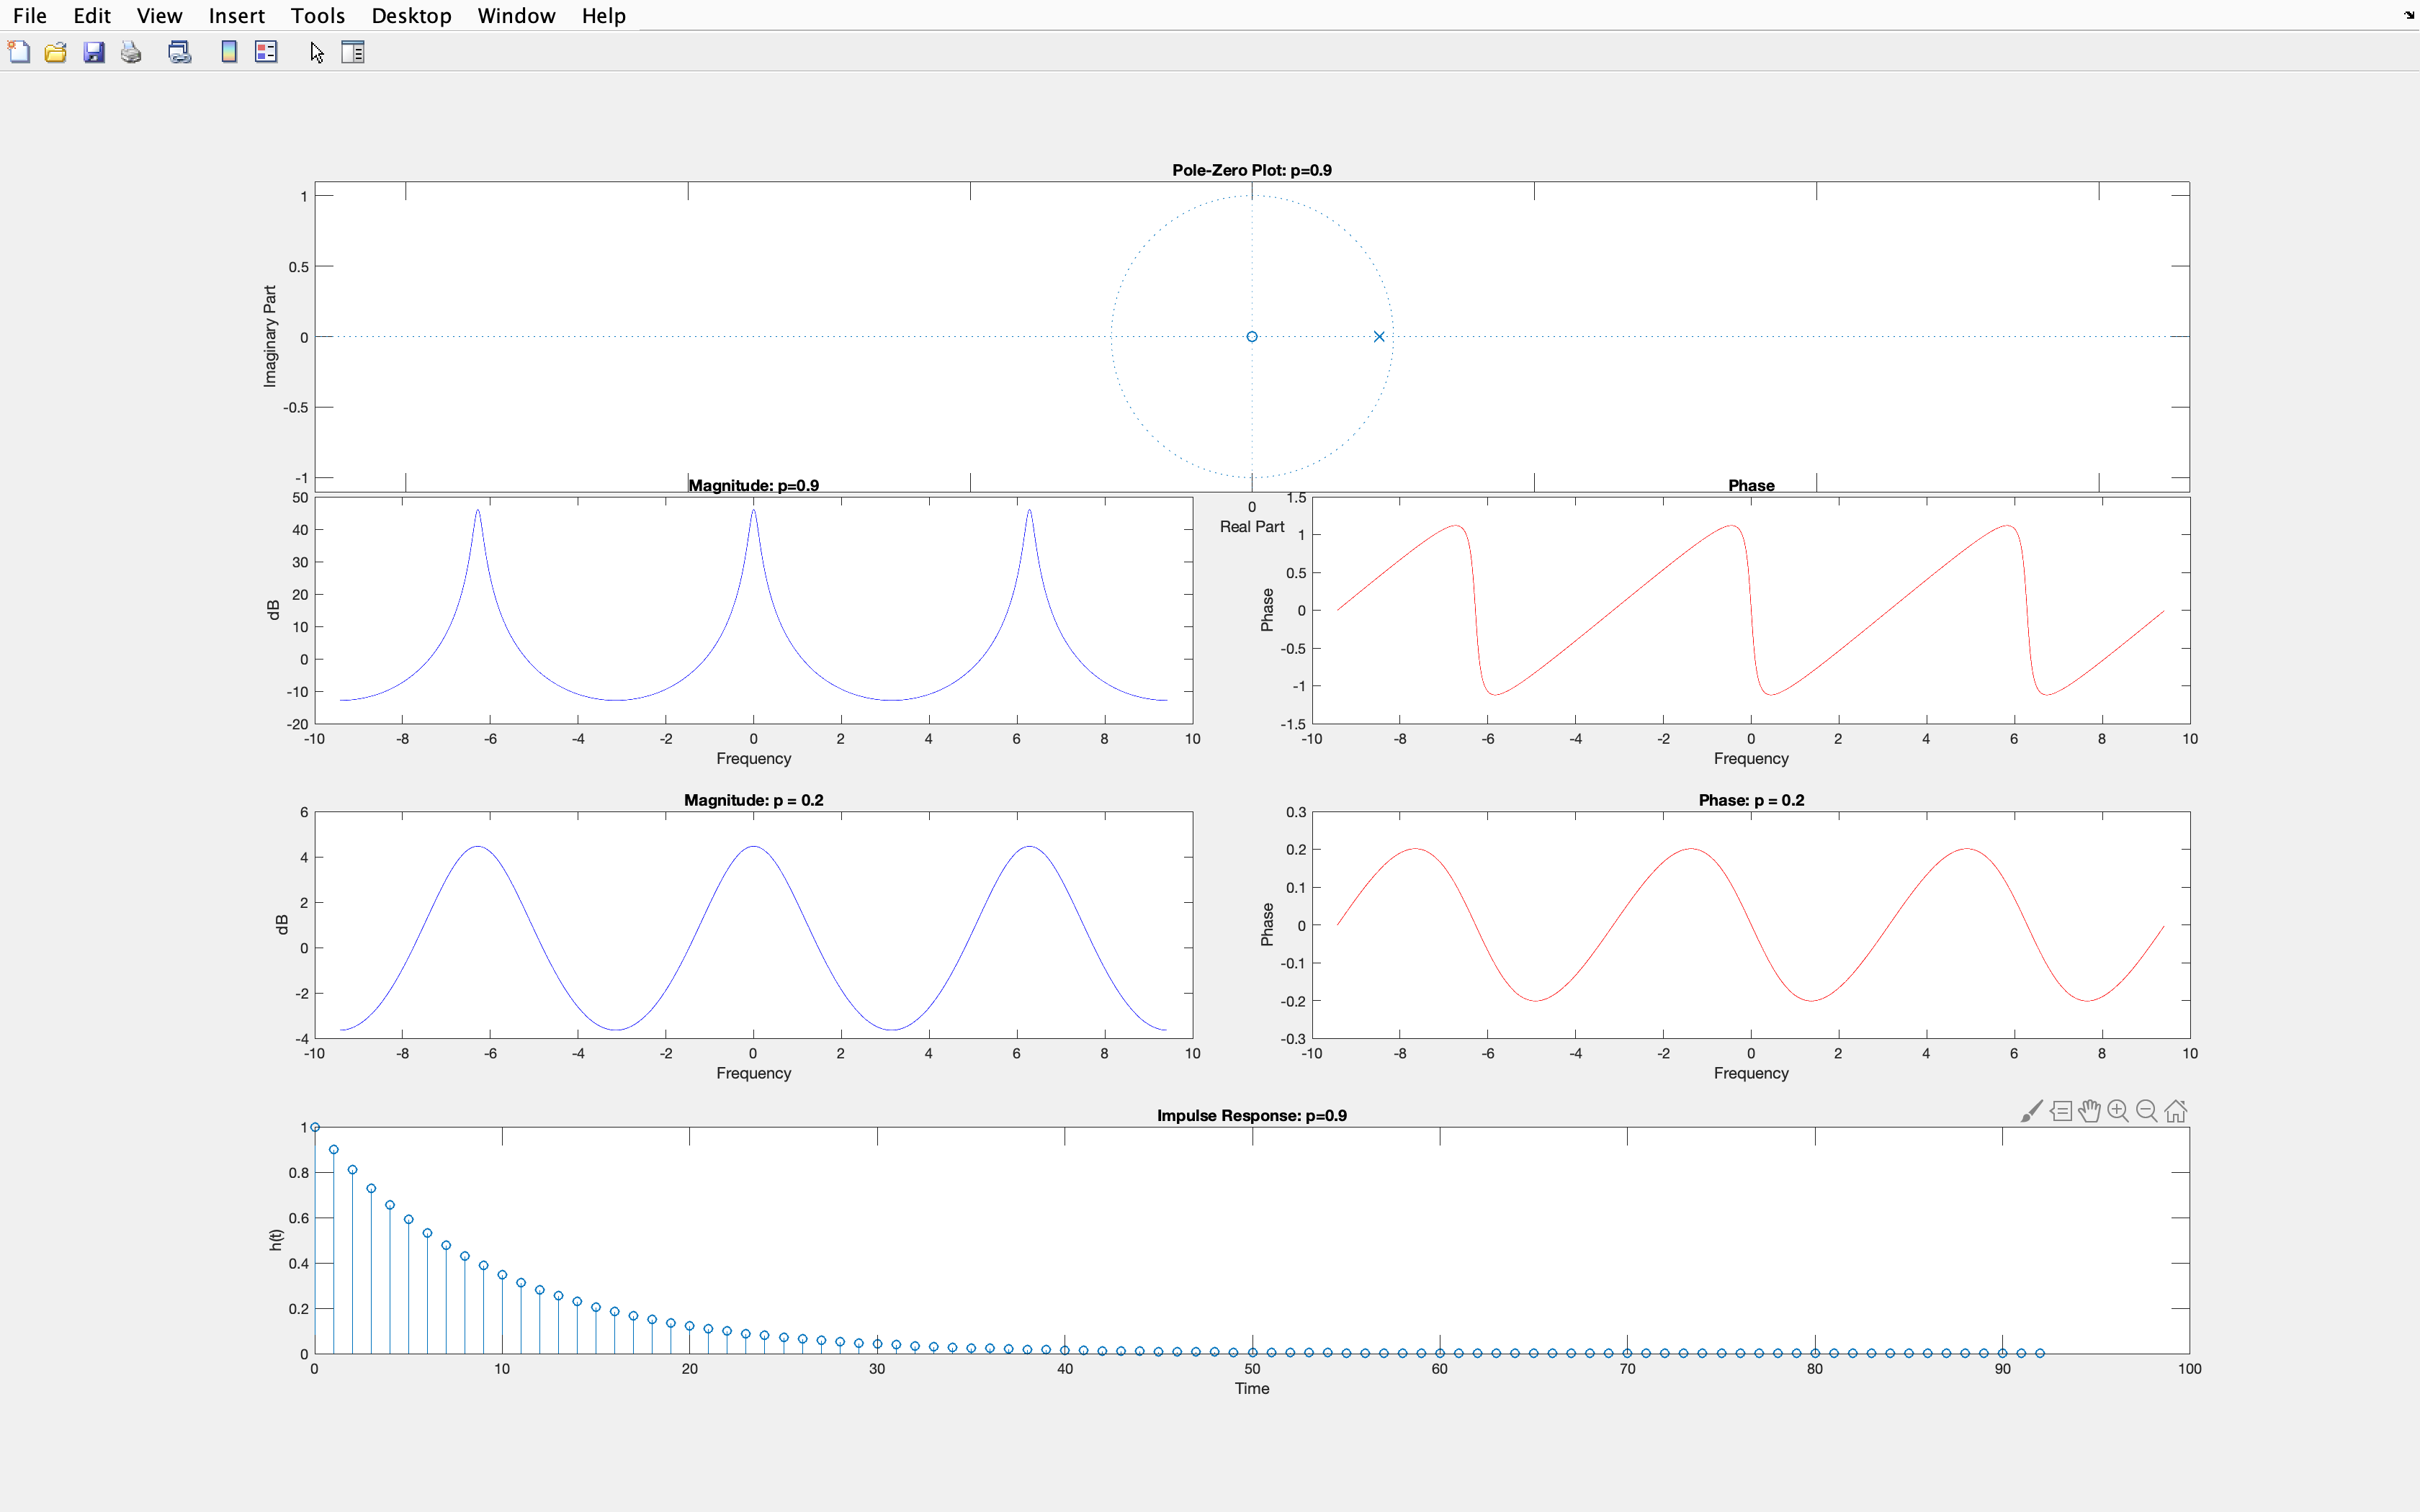 File Edit View Insert Tools Desktop Window Help
Pole-Zero Plot: p=0.9
1
0.5
0
-0.5
-1
Imaginary Part
0
Real Part
Magnitude: p=0.9
50
40
30
20
10
0
-10
-20
dB
-10 -8 -6 -4 -2 0 2 4 6 8 10
Frequency
Phase
1.5
1
0.5
0
-0.5
-1
-1.5
Phase
-10 -8 -6 -4 -2 0 2 4 6 8 10
Frequency
Magnitude: p = 0.2
6
4
2
0
-2
-4
dB
-10 -8 -6 -4 -2 0 2 4 6 8 10
Frequency
Phase: p = 0.2
0.3
0.2
0.1
0
-0.1
-0.2
-0.3
Phase
-10 -8 -6 -4 -2 0 2 4 6 8 10
Frequency
Impulse Response: p=0.9
1
0.8
0.6
0.4
0.2
0
h(t)
0 10 20 30 40 50 60 70 80 90 100
Time